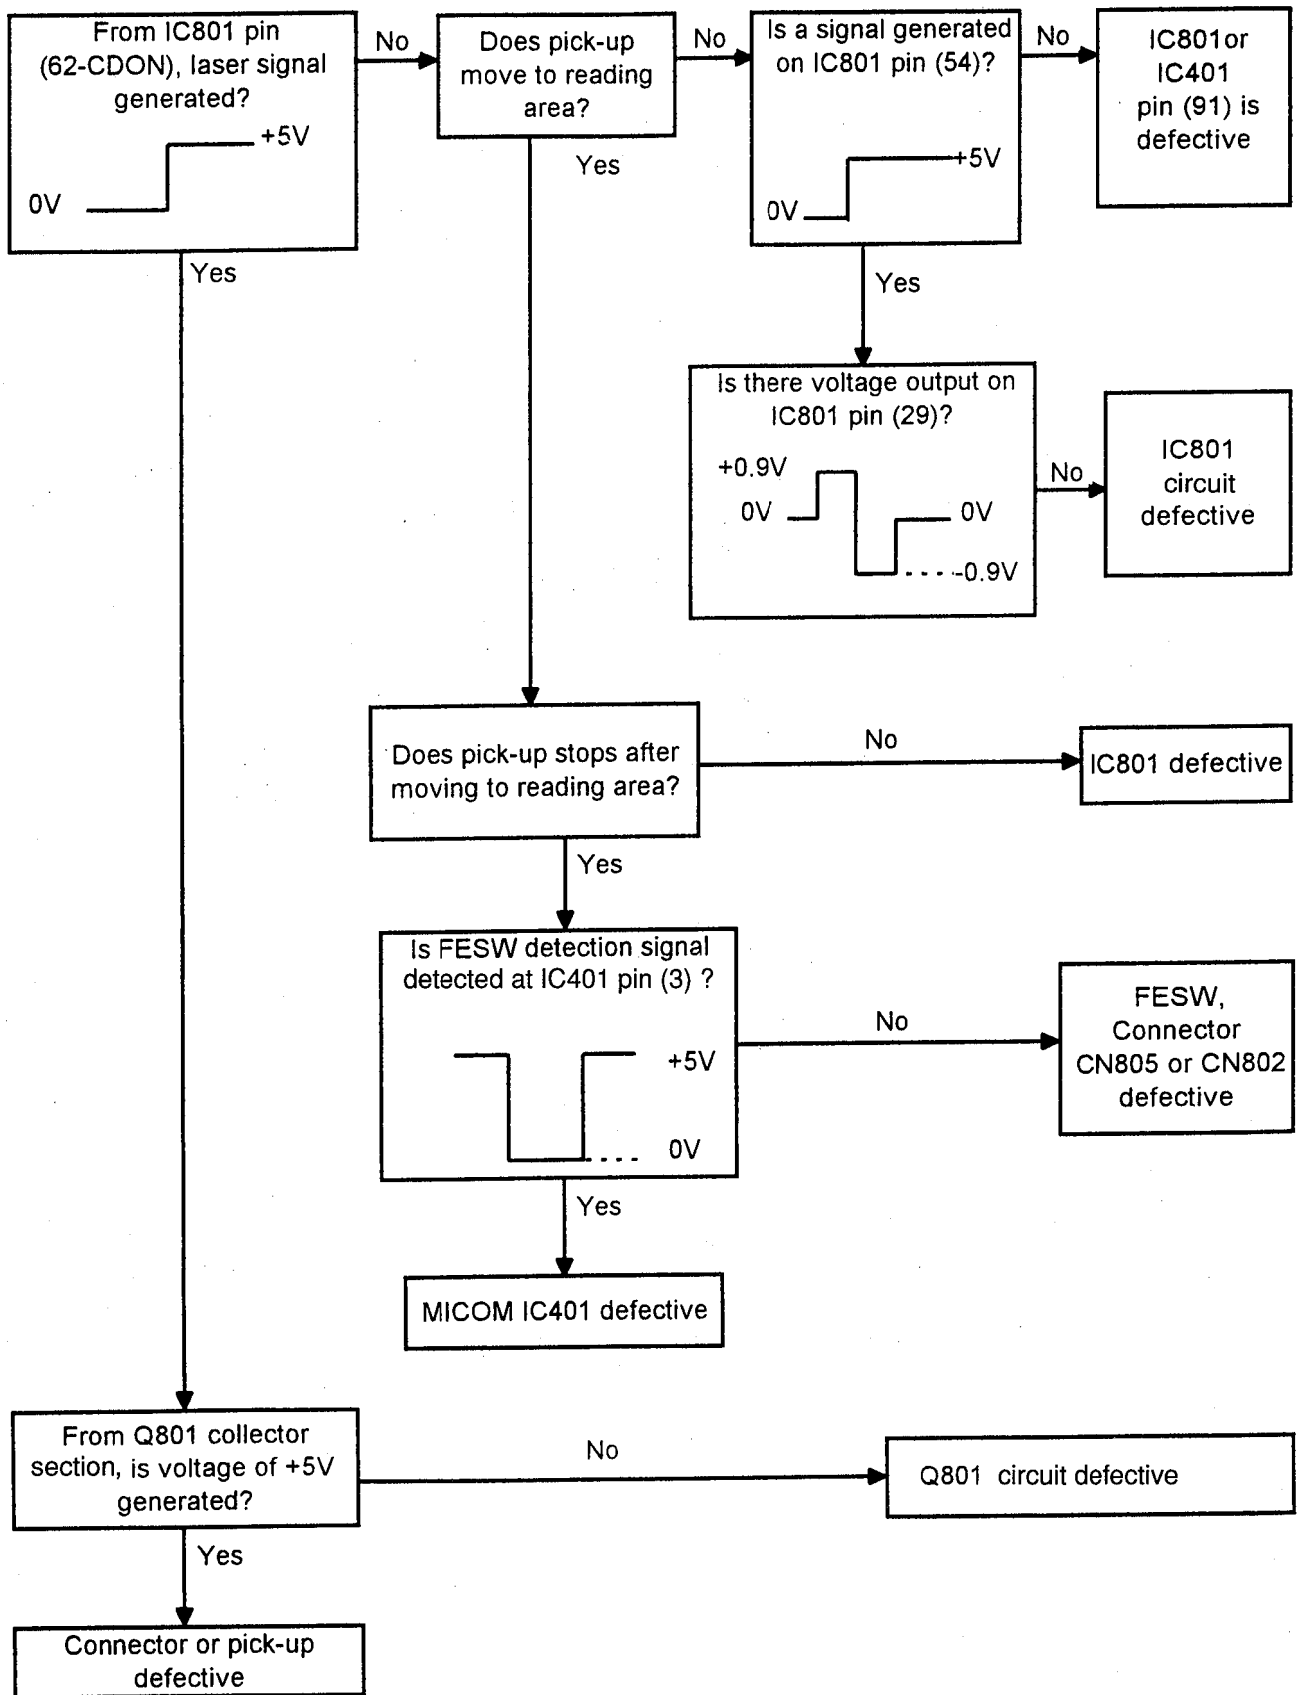 From IC801 pin
(62-CDON), laser signal
generated?
+5V
0V
No
Does pick-up
move to reading
area?
No
Is a signal generated
on IC801 pin (54)?
+5V
0V
No
IC801or
IC401
pin (91) is
defective
Yes
Yes
Yes
Is there voltage output on
IC801 pin (29)?
+0.9V
0V
0V
-0.9V
No
IC801
circuit
defective
Does pick-up stops after
moving to reading area?
No
IC801 defective
Yes
Is FESW detection signal
detected at IC401 pin (3) ?
+5V
0V
No
FESW,
Connector
CN805 or CN802
defective
Yes
MICOM IC401 defective
From Q801 collector
section, is voltage of +5V
generated?
No
Q801 circuit defective
Yes
Connector or pick-up
defective